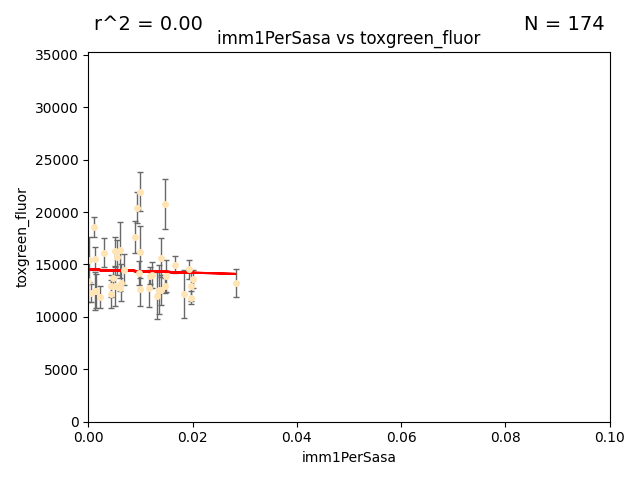 r^2 = 0.00
N = 174
imm1PerSasa vs toxgreen_fluor
35000
30000
25000
20000
15000
10000
5000
0
toxgreen_fluor
0.00
0.02
0.04
0.06
0.08
0.10
imm1PerSasa